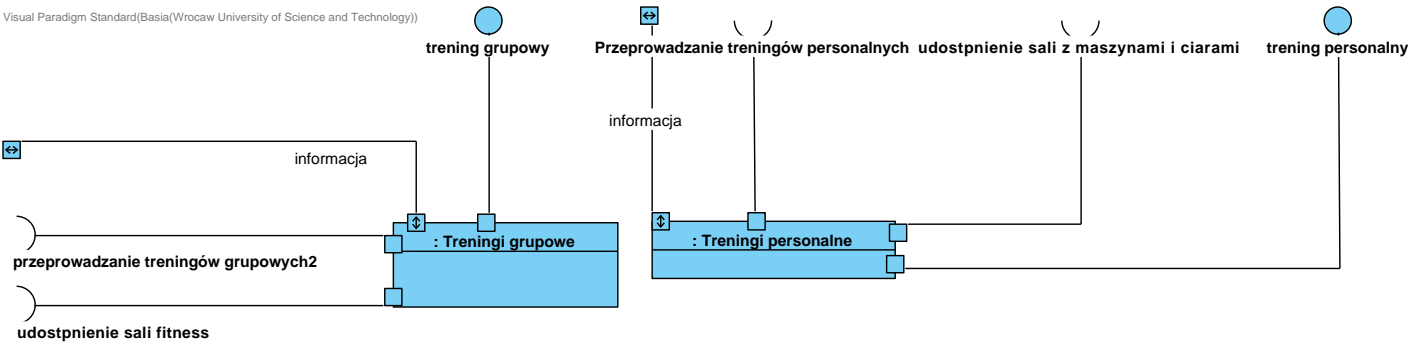 Visual Paradigm Standard(Basia(Wrocaw University of Science and Technology))
trening grupowy
Przeprowadzanie treningów personalnych
udostpnienie sali z maszynami i ciarami
trening personalny
informacja
informacja
: Treningi grupowe
: Treningi personalne
przeprowadzanie treningów grupowych2
udostpnienie sali fitness